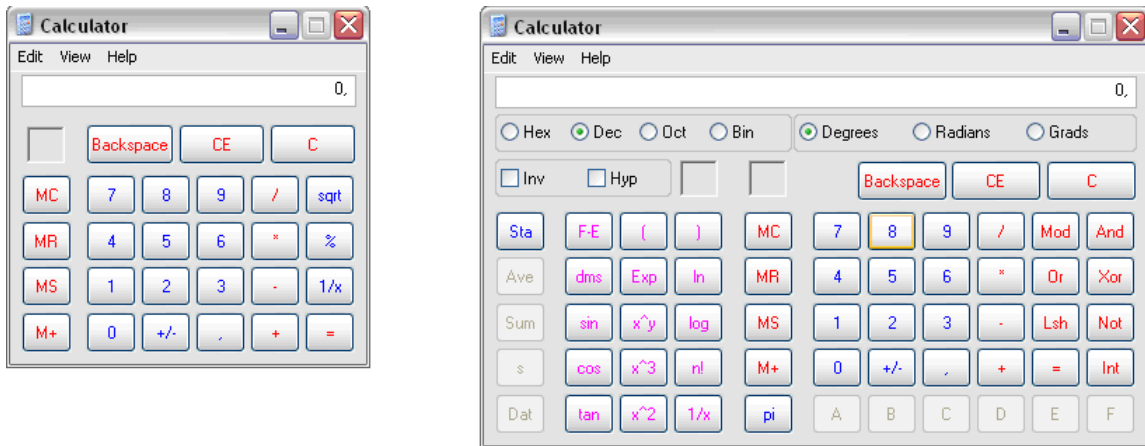 Calculator
Edit View Help
0,
Backspace CE C
MC 7 8 9 / sqrt
MR 4 5 6 * %
MS 1 2 3 - 1/x
M+ 0 +/- , + =
Calculator
Edit View Help
0,
Hex Dec Oct Bin Degrees Radians Grads
Inv Hyp Backspace CE C
Sta F-E ( ) MC 7 8 9 / Mod And
Ave dms Exp ln MR 4 5 6 * Or Xor
Sum sin x^y log MS 1 2 3 - Lsh Not
s cos x^3 n! M+ 0 +/- , + = Int
Dat tan x^2 1/x pi A B C D E F